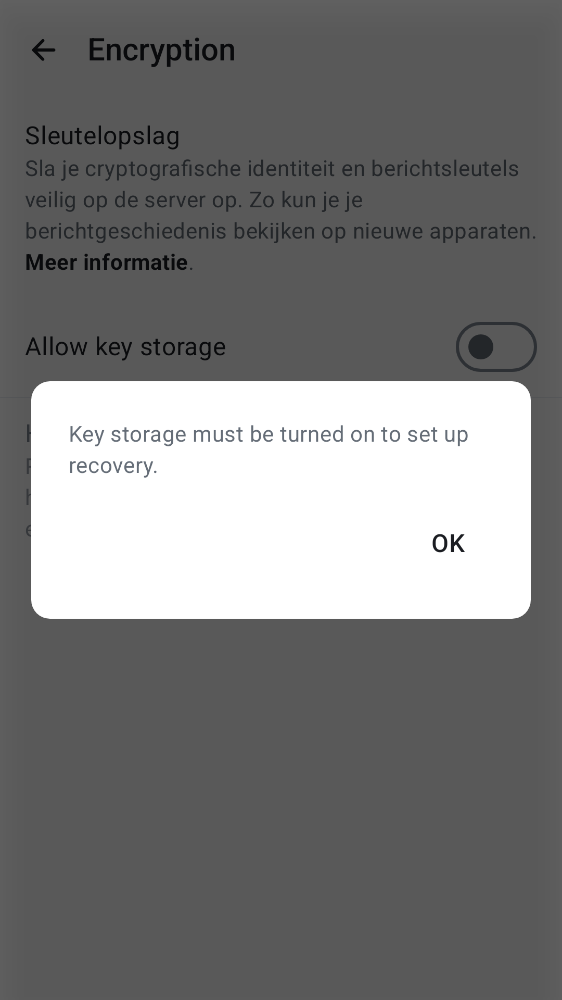 Encryption
Sleutelopslag
Sla je cryptografische identiteit en berichtsleutels
veilig op de server op. Zo kun je je
berichtgeschiedenis bekijken op nieuwe apparaten.
Meer informatie.
Allow key storage
Key storage must be turned on to set up
recovery.
OK